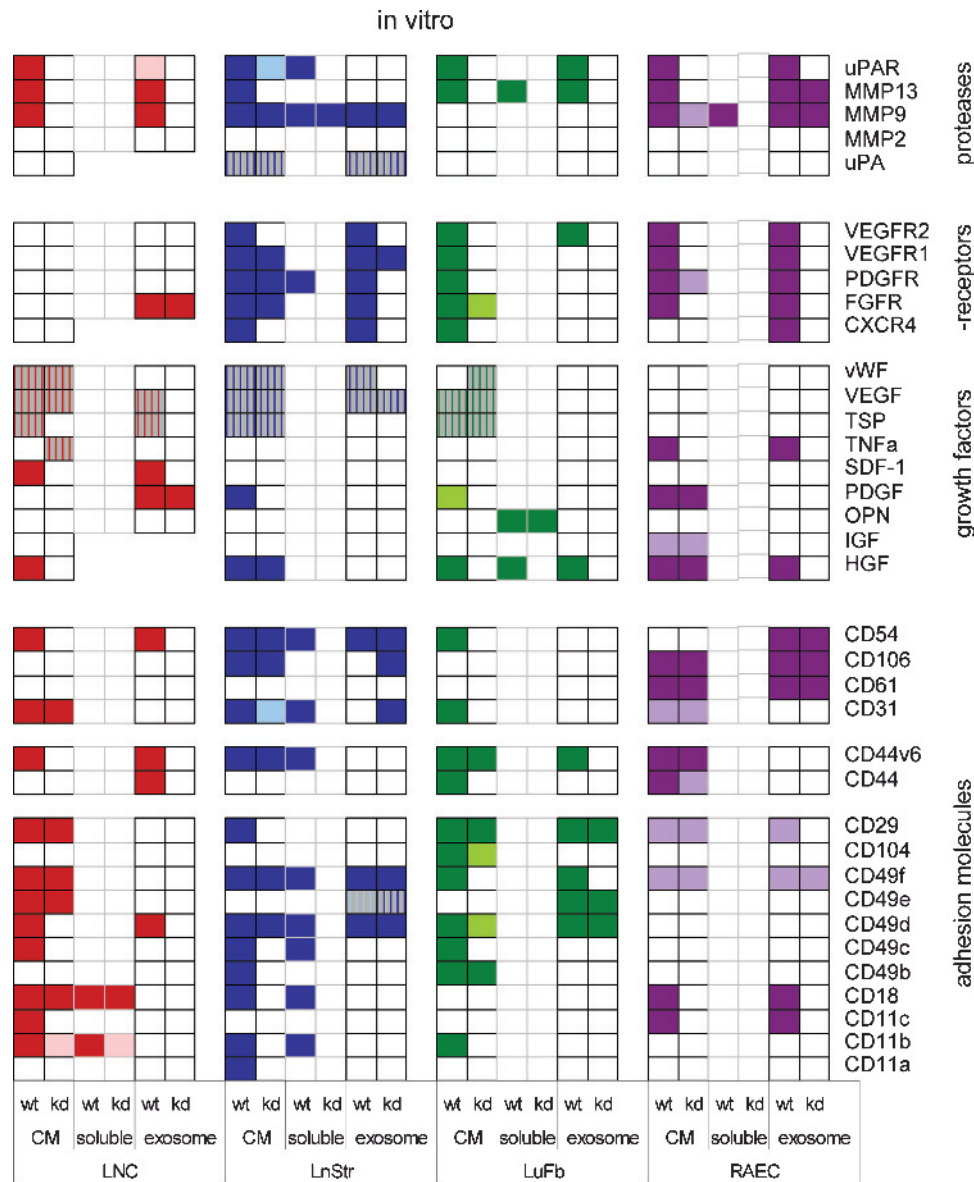 in vitro
uPAR
MMP13
MMP9
MMP2
uPA
proteases
VEGFR2
VEGFR1
PDGFR
FGFR
CXCR4
-receptors
vWF
VEGF
TSP
TNFa
SDF-1
PDGF
OPN
IGF
HGF
growth factors
CD54
CD106
CD61
CD31
CD44v6
CD44
CD29
CD104
CD49f
CD49e
CD49d
CD49c
CD49b
CD18
CD11c
CD11b
CD11a
adhesion molecules
wt kd wt kd wt kd wt kd wt kd wt kd wt kd wt kd wt kd wt kd wt kd wt kd
CM soluble exosome CM soluble exosome CM soluble exosome CM soluble exosome
LNC LnStr LuFb RAEC